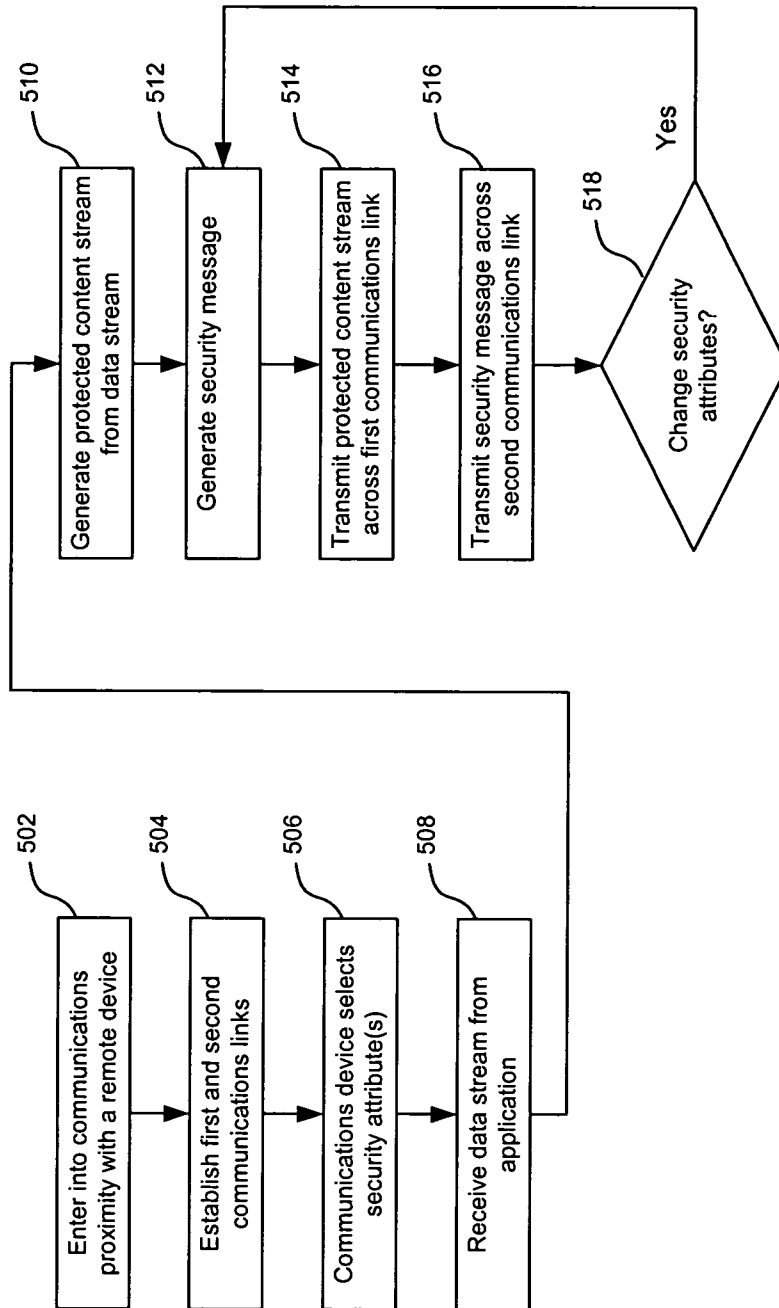 502
Enter into communications
proximity with a remote device
504
Establish first and second
communications links
506
Communications device selects
security attribute(s)
508
Receive data stream from
application
510
Generate protected content stream
from data stream
512
Generate security message
514
Transmit protected content stream
across first communications link
516
Transmit security message across
second communications link
518
Change security
attributes?
Yes